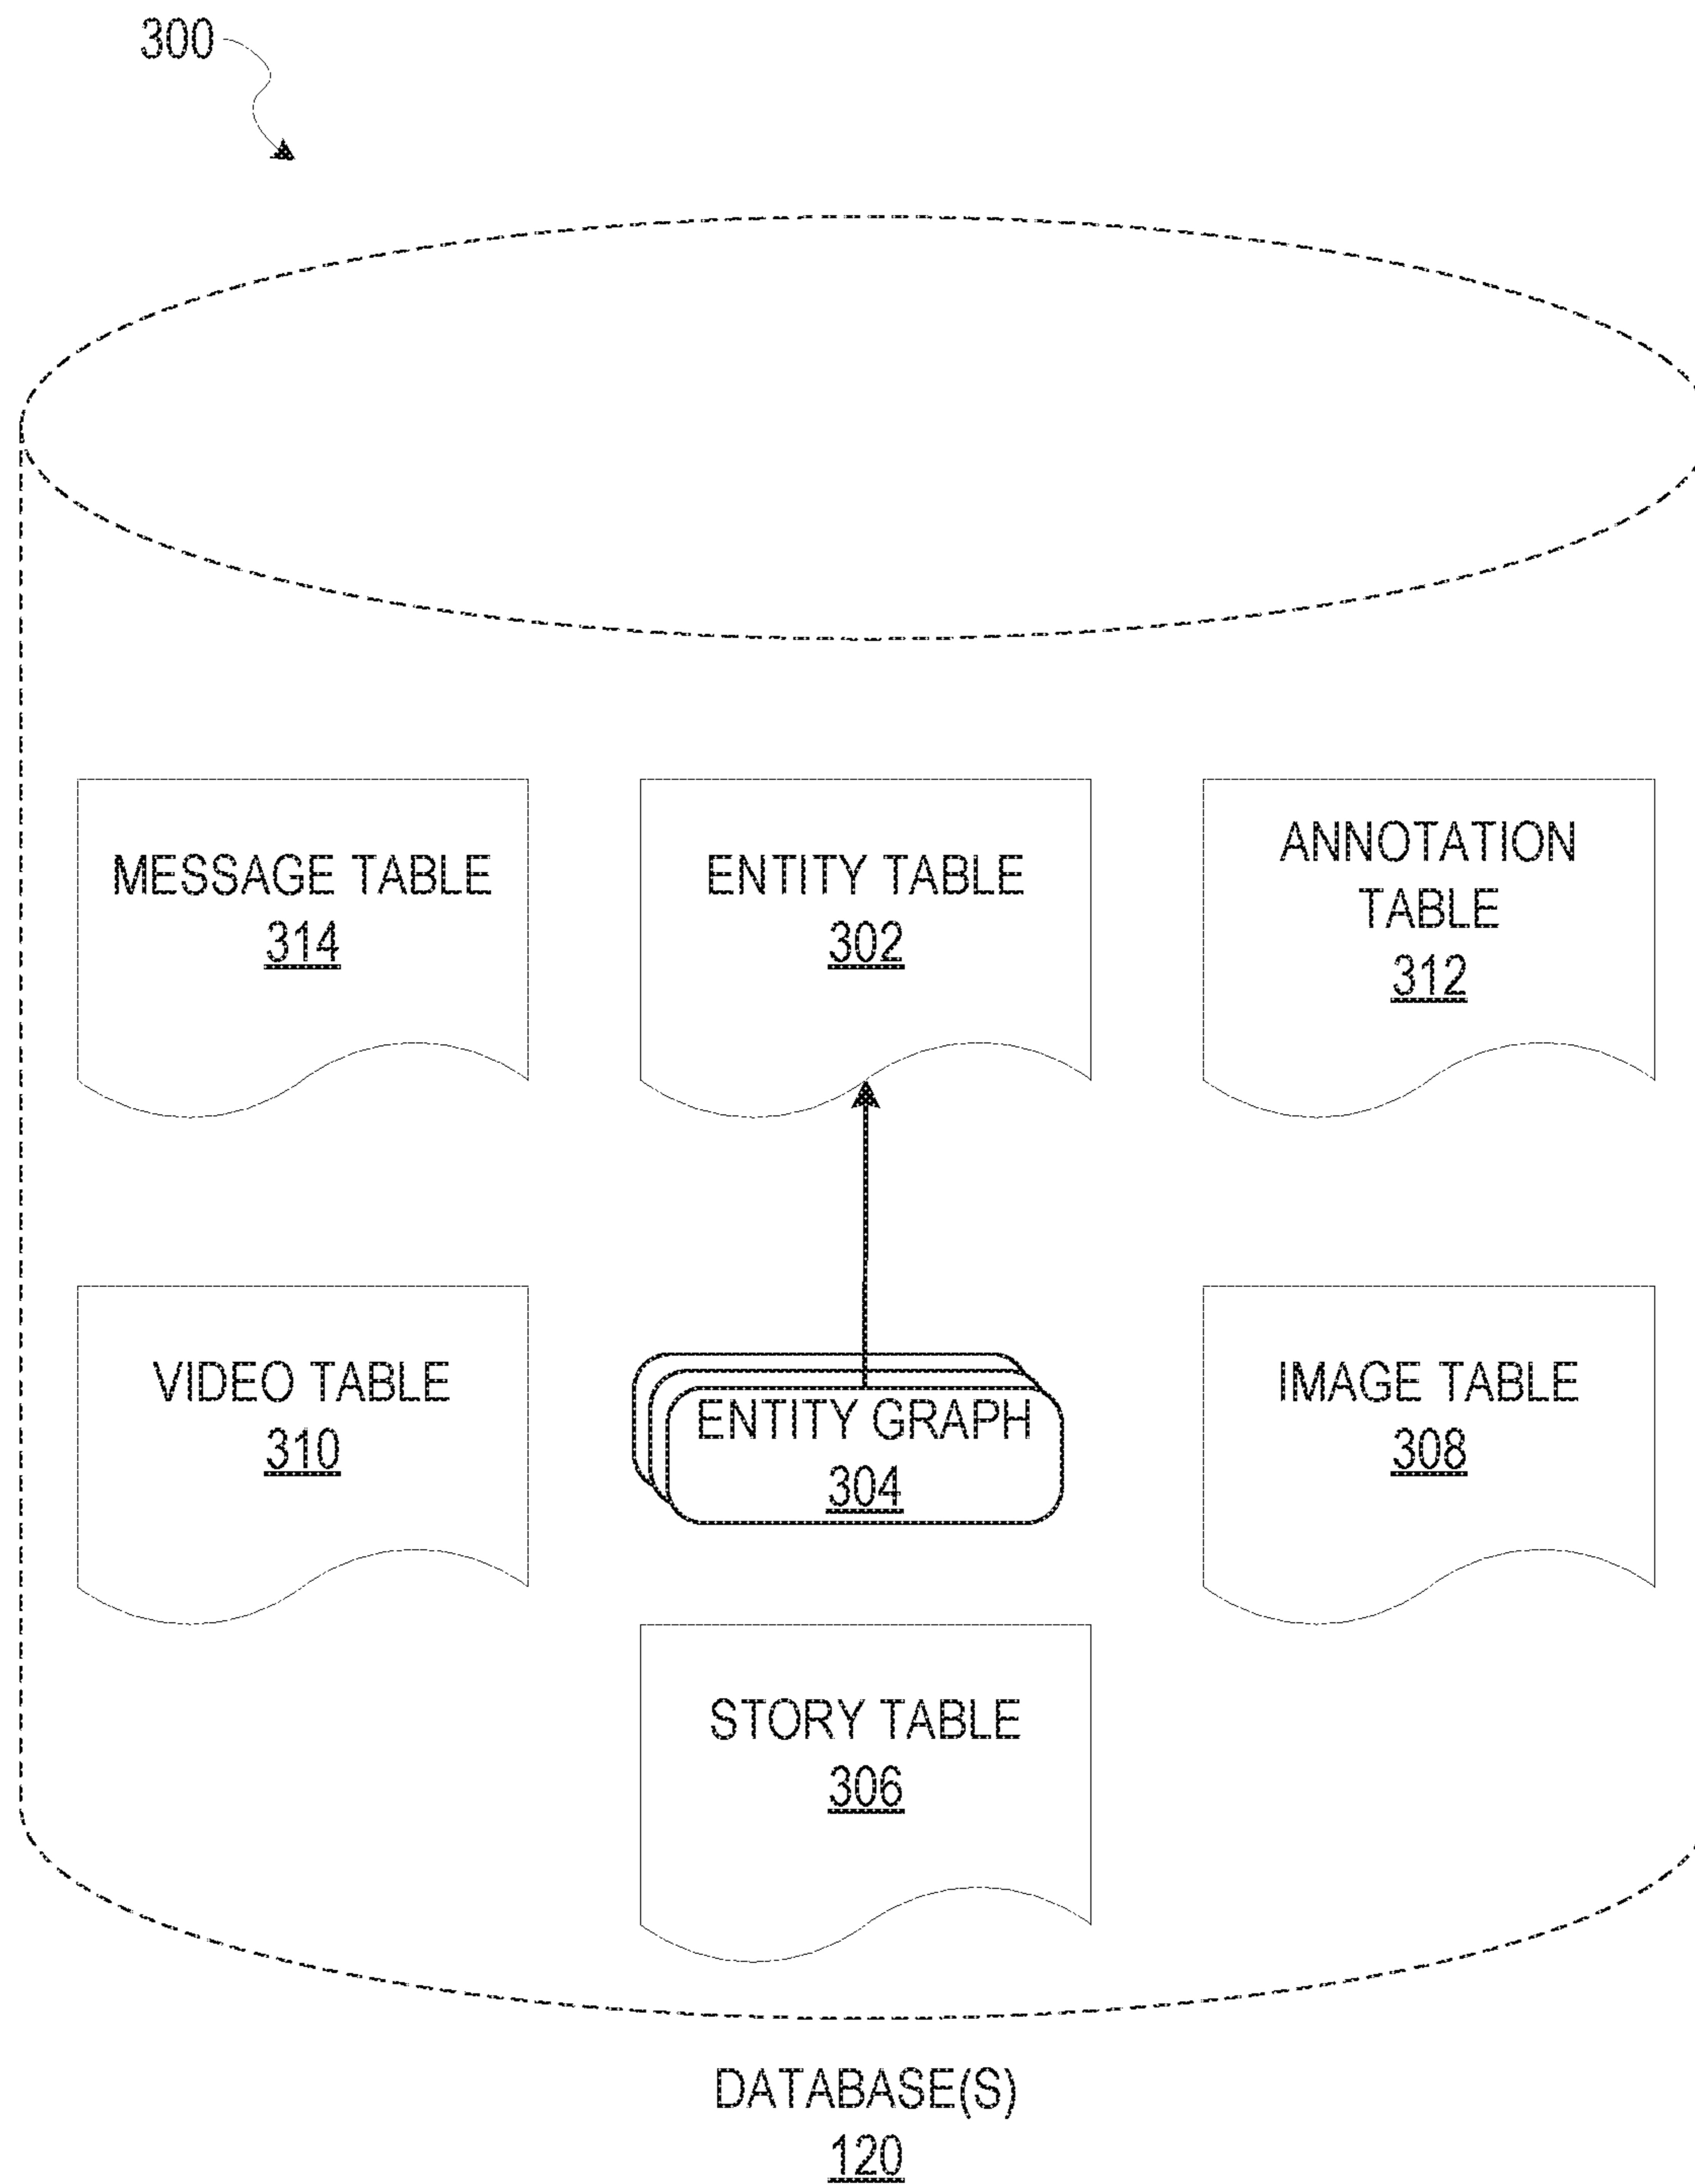 300
MESSAGE TABLE
314
ENTITY TABLE
302
ANNOTATION
TABLE
312
VIDEO TABLE
310
ENTITY GRAPH
304
IMAGE TABLE
308
STORY TABLE
306
DATABASE(S)
120